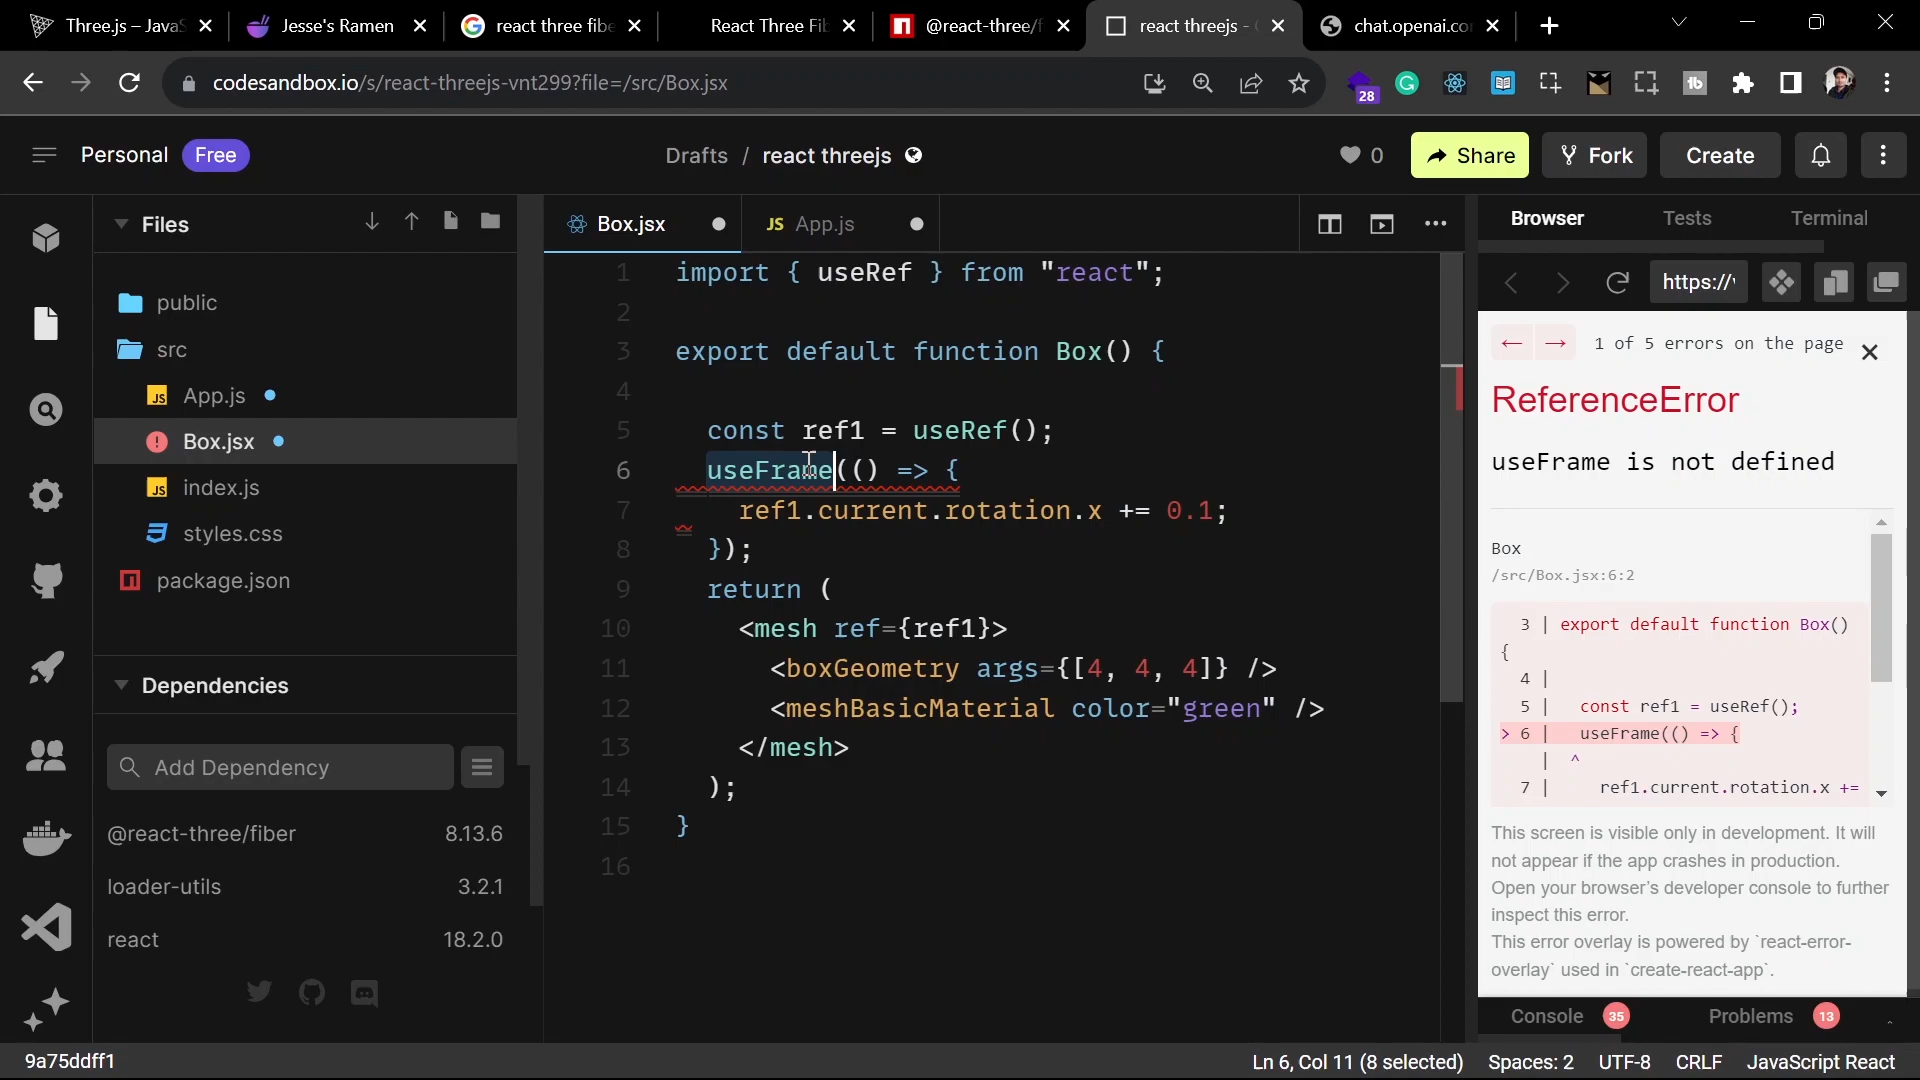 Three.js – JavaS
Jesse's Ramen
react three fibe
React Three Fib
@react-three/f
react threejs -
chat.openai.co
codesandbox.io/s/react-threejs-vnt299?file=/src/Box.jsx
28
Personal
Free
Drafts / react threejs
0
Share
Fork
Create
Files
public
src
JS App.js
Box.jsx
JS index.js
styles.css
package.json
Dependencies
Add Dependency
@react-three/fiber 8.13.6
loader-utils 3.2.1
react 18.2.0
Box.jsx
JS App.js
1 import { useRef } from "react";
2
3 export default function Box() {
4
5 const ref1 = useRef();
6 useFrame(() => {
7 ref1.current.rotation.x += 0.1;
8 });
9 return (
10 <mesh ref={ref1}>
11 <boxGeometry args={[4, 4, 4]} />
12 <meshBasicMaterial color="green" />
13 </mesh>
14 );
15 }
16
Browser
Tests
Terminal
https://
← → 1 of 5 errors on the page
ReferenceError
useFrame is not defined
Box
/src/Box.jsx:6:2
3 | export default function Box()
{
4 |
5 | const ref1 = useRef();
> 6 | useFrame(() => {
| ^
7 | ref1.current.rotation.x +=
This screen is visible only in development. It will
not appear if the app crashes in production.
Open your browser's developer console to further
inspect this error.
This error overlay is powered by `react-error-
overlay` used in `create-react-app`.
Console 35
Problems 13
9a75ddff1
Ln 6, Col 11 (8 selected)
Spaces: 2
UTF-8
CRLF
JavaScript React